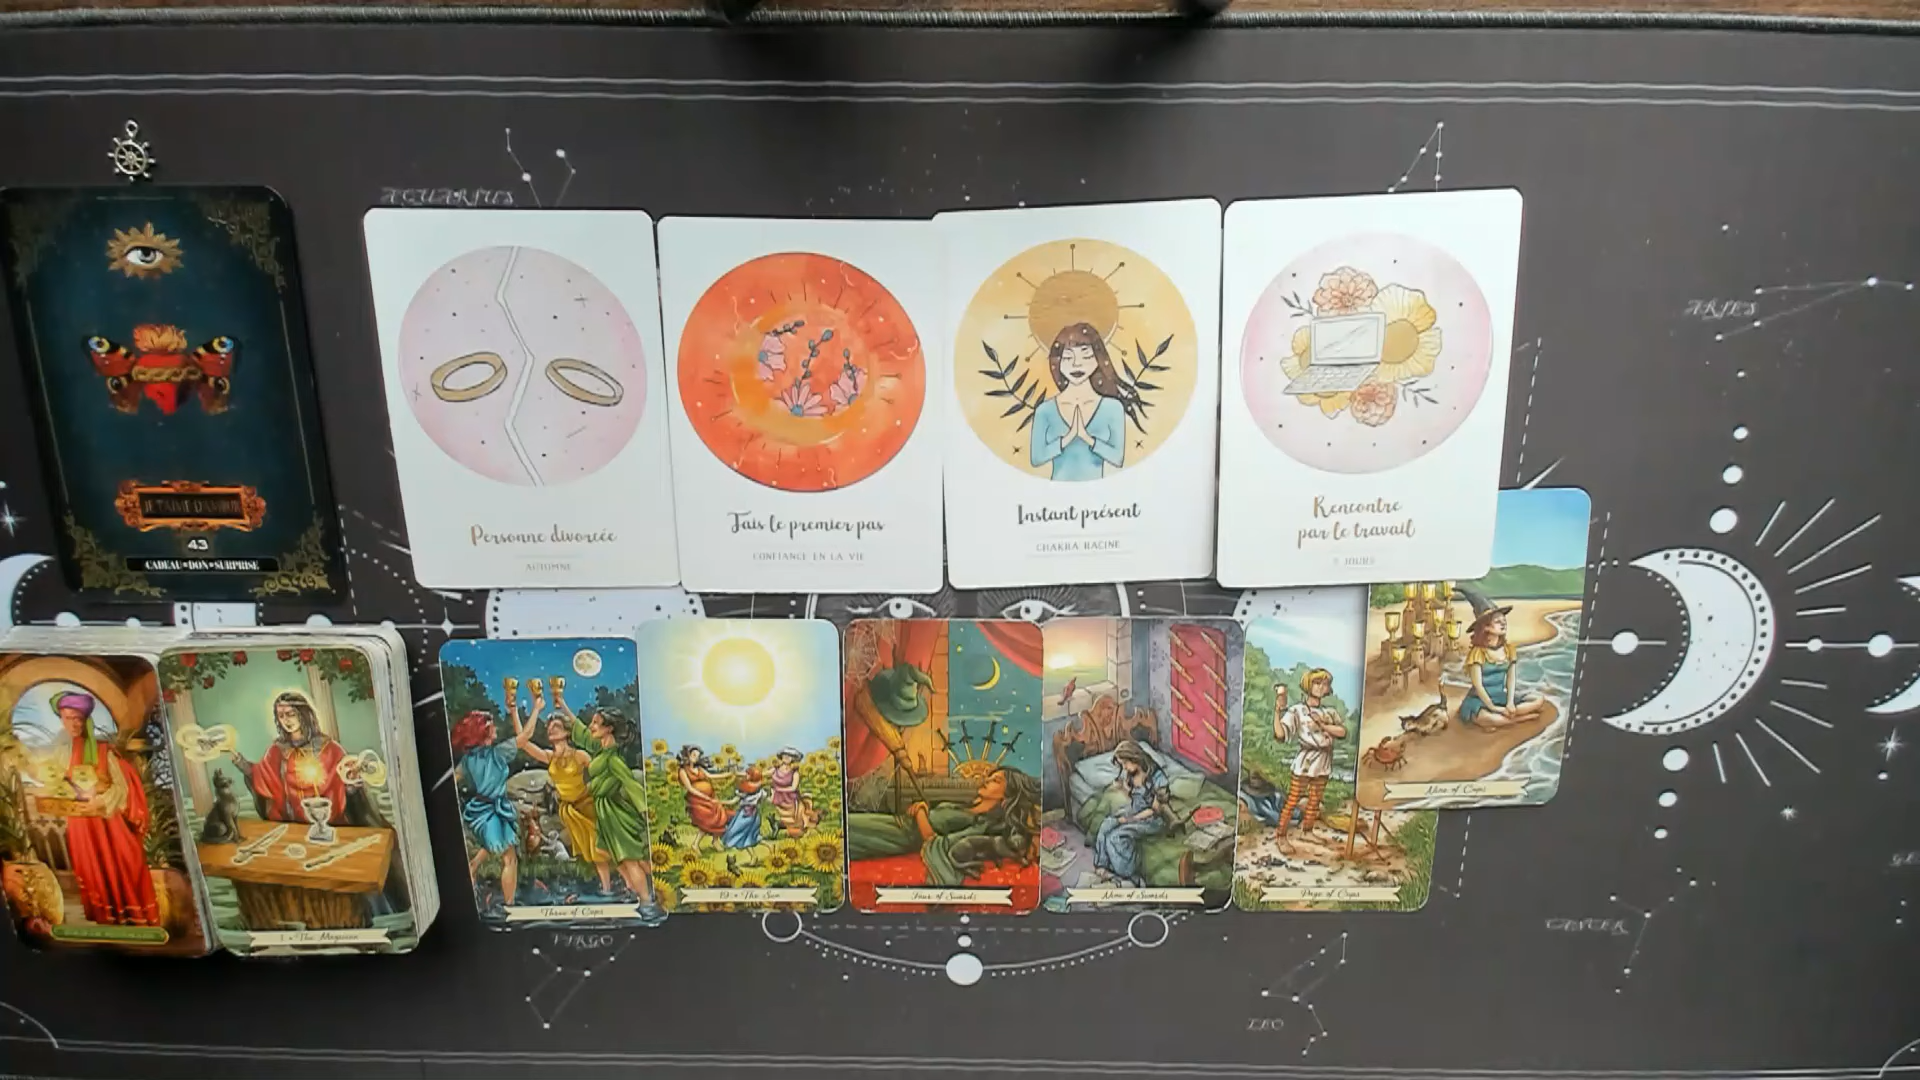 AQUARIUS
ARIES
JE T'AIME D'AMOUR
43
CADEAU•DON•SURPRISE
Personne divorcée
AUTOMNE
Fais le premier pas
CONFIANCE EN LA VIE
Instant présent
CHAKRA RACINE
Rencontre
par le travail
JOURS
I • The Magician
Three of Cups
19 • The Sun
Four of Swords
Nine of Swords
Page of Cups
Nine of Cups
VIRGO
LEO
CANCER